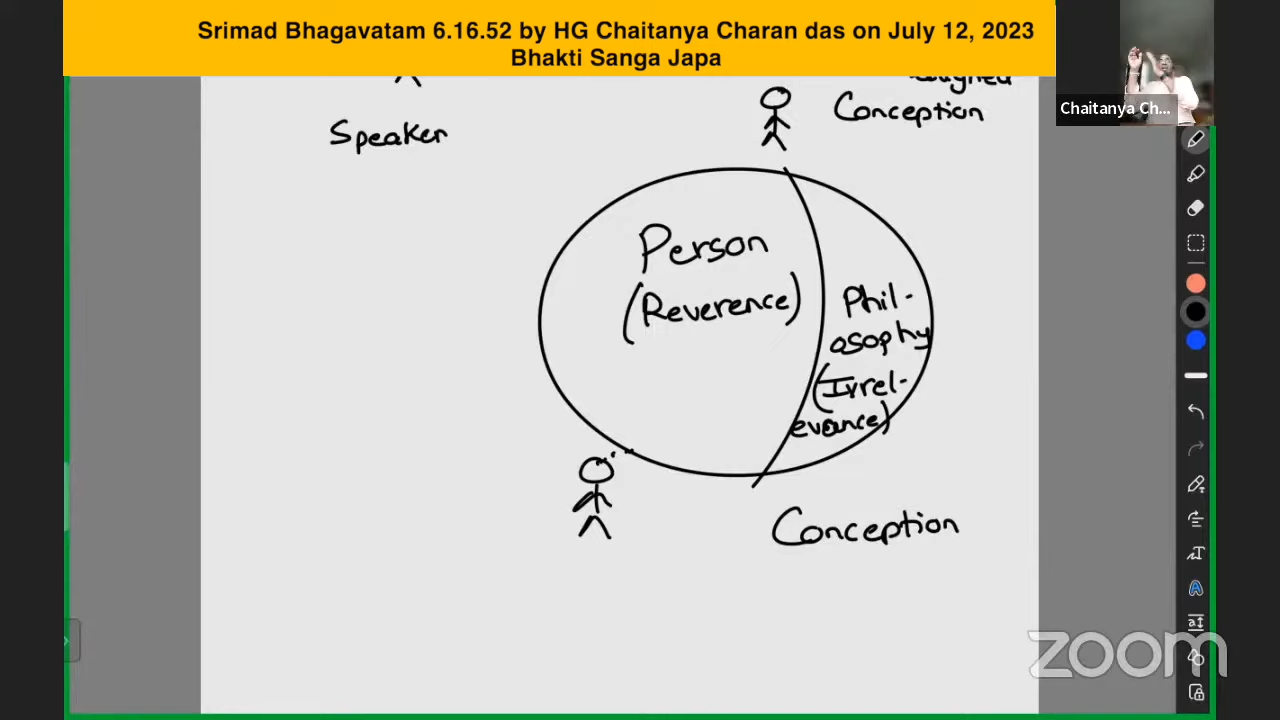 Srimad Bhagavatam 6.16.52 by HG Chaitanya Charan das on July 12, 2023
Bhakti Sanga Japa
Chaitanya Ch...
Conception
Speaker
Person
(Reverence)
Phil-
osophy
(Irrel-
evance)
Conception
zoom